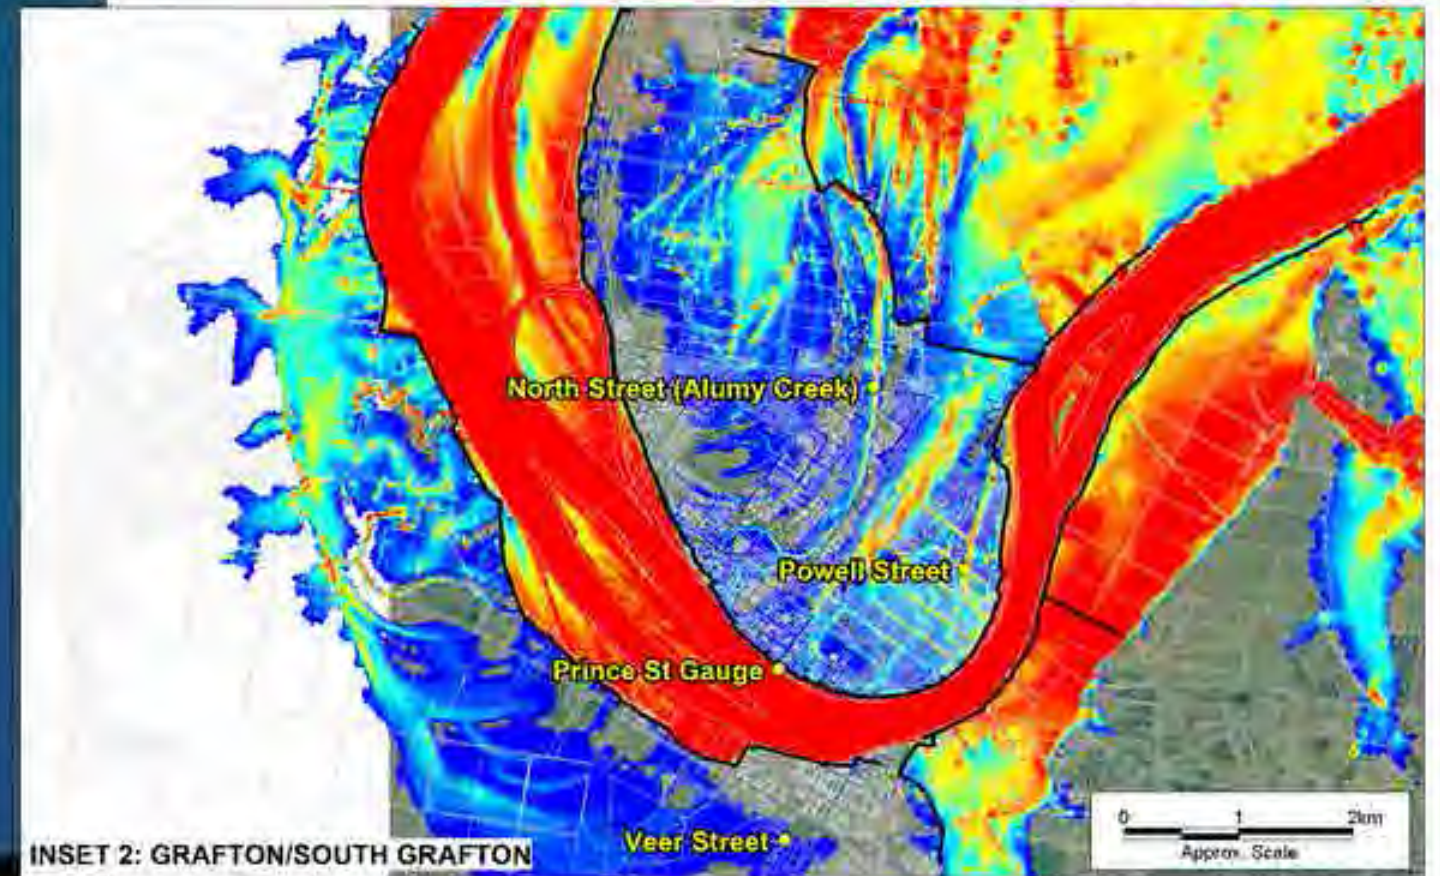 North Street (Alumy Creek)
Powell Street
Prince St Gauge
Veer Street
0 1 2km
Approx. Scale
INSET 2: GRAFTON/SOUTH GRAFTON